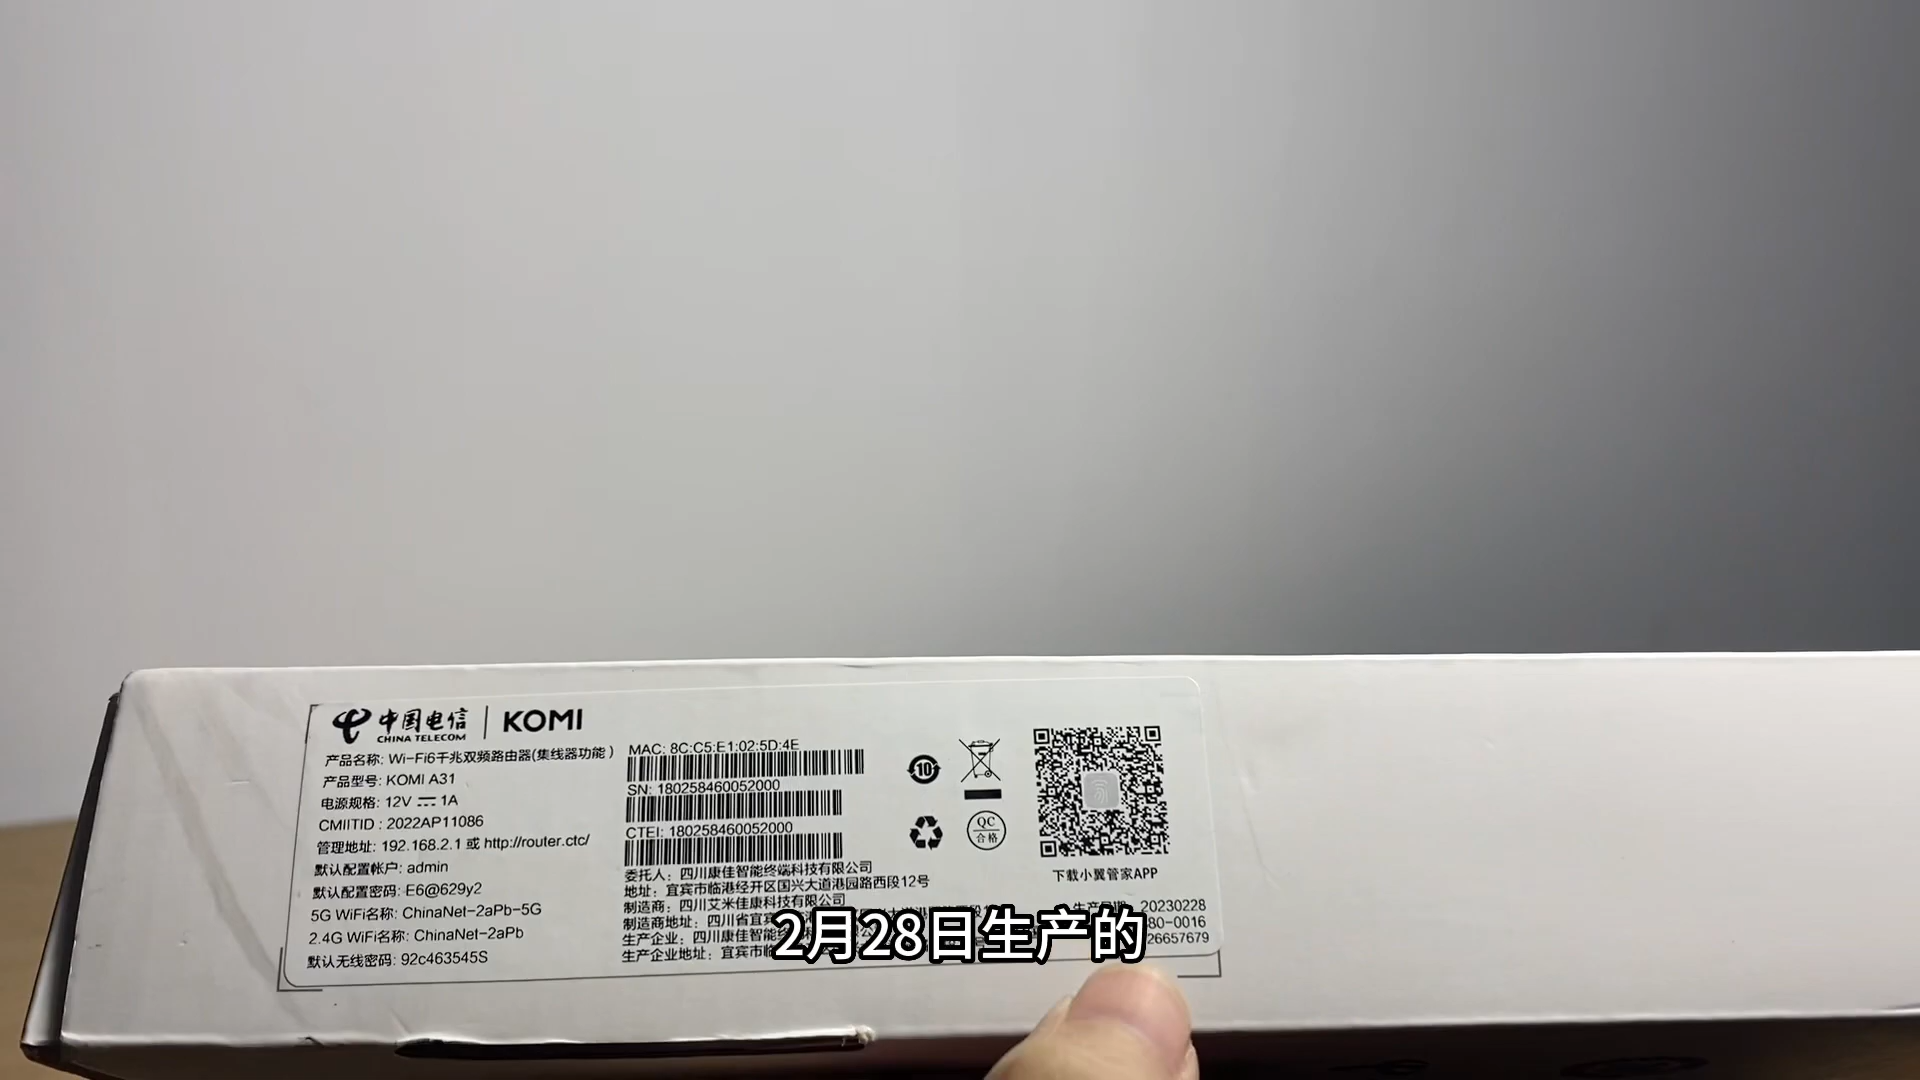 中国电信 CHINA TELECOM | KOMI
产品名称: Wi-Fi6千兆双频路由器(集线器功能)
产品型号: KOMI A31
电源规格: 12V 1A
CMIITID : 2022AP11086
管理地址: 192.168.2.1 或 http://router.ctc/
默认配置帐户: admin
默认配置密码: E6@629y2
5G WiFi名称: ChinaNet-2aPb-5G
2.4G WiFi名称: ChinaNet-2aPb
默认无线密码: 92c463545S
MAC: 8C:C5:E1:02:5D:4E
SN: 180258460052000
CTEI: 180258460052000
委托人: 四川康佳智能终端科技有限公司
地址: 宜宾市临港经开区国兴大道港园路西段12号
制造商: 四川艾米佳康科技有限公司
制造商地址: 四川省宜宾
生产企业: 四川康佳智能终
生产企业地址: 宜宾市临
10
QC
合格
下载小翼管家APP
生产日期: 20230228
80-0016
26657679
2月28日生产的